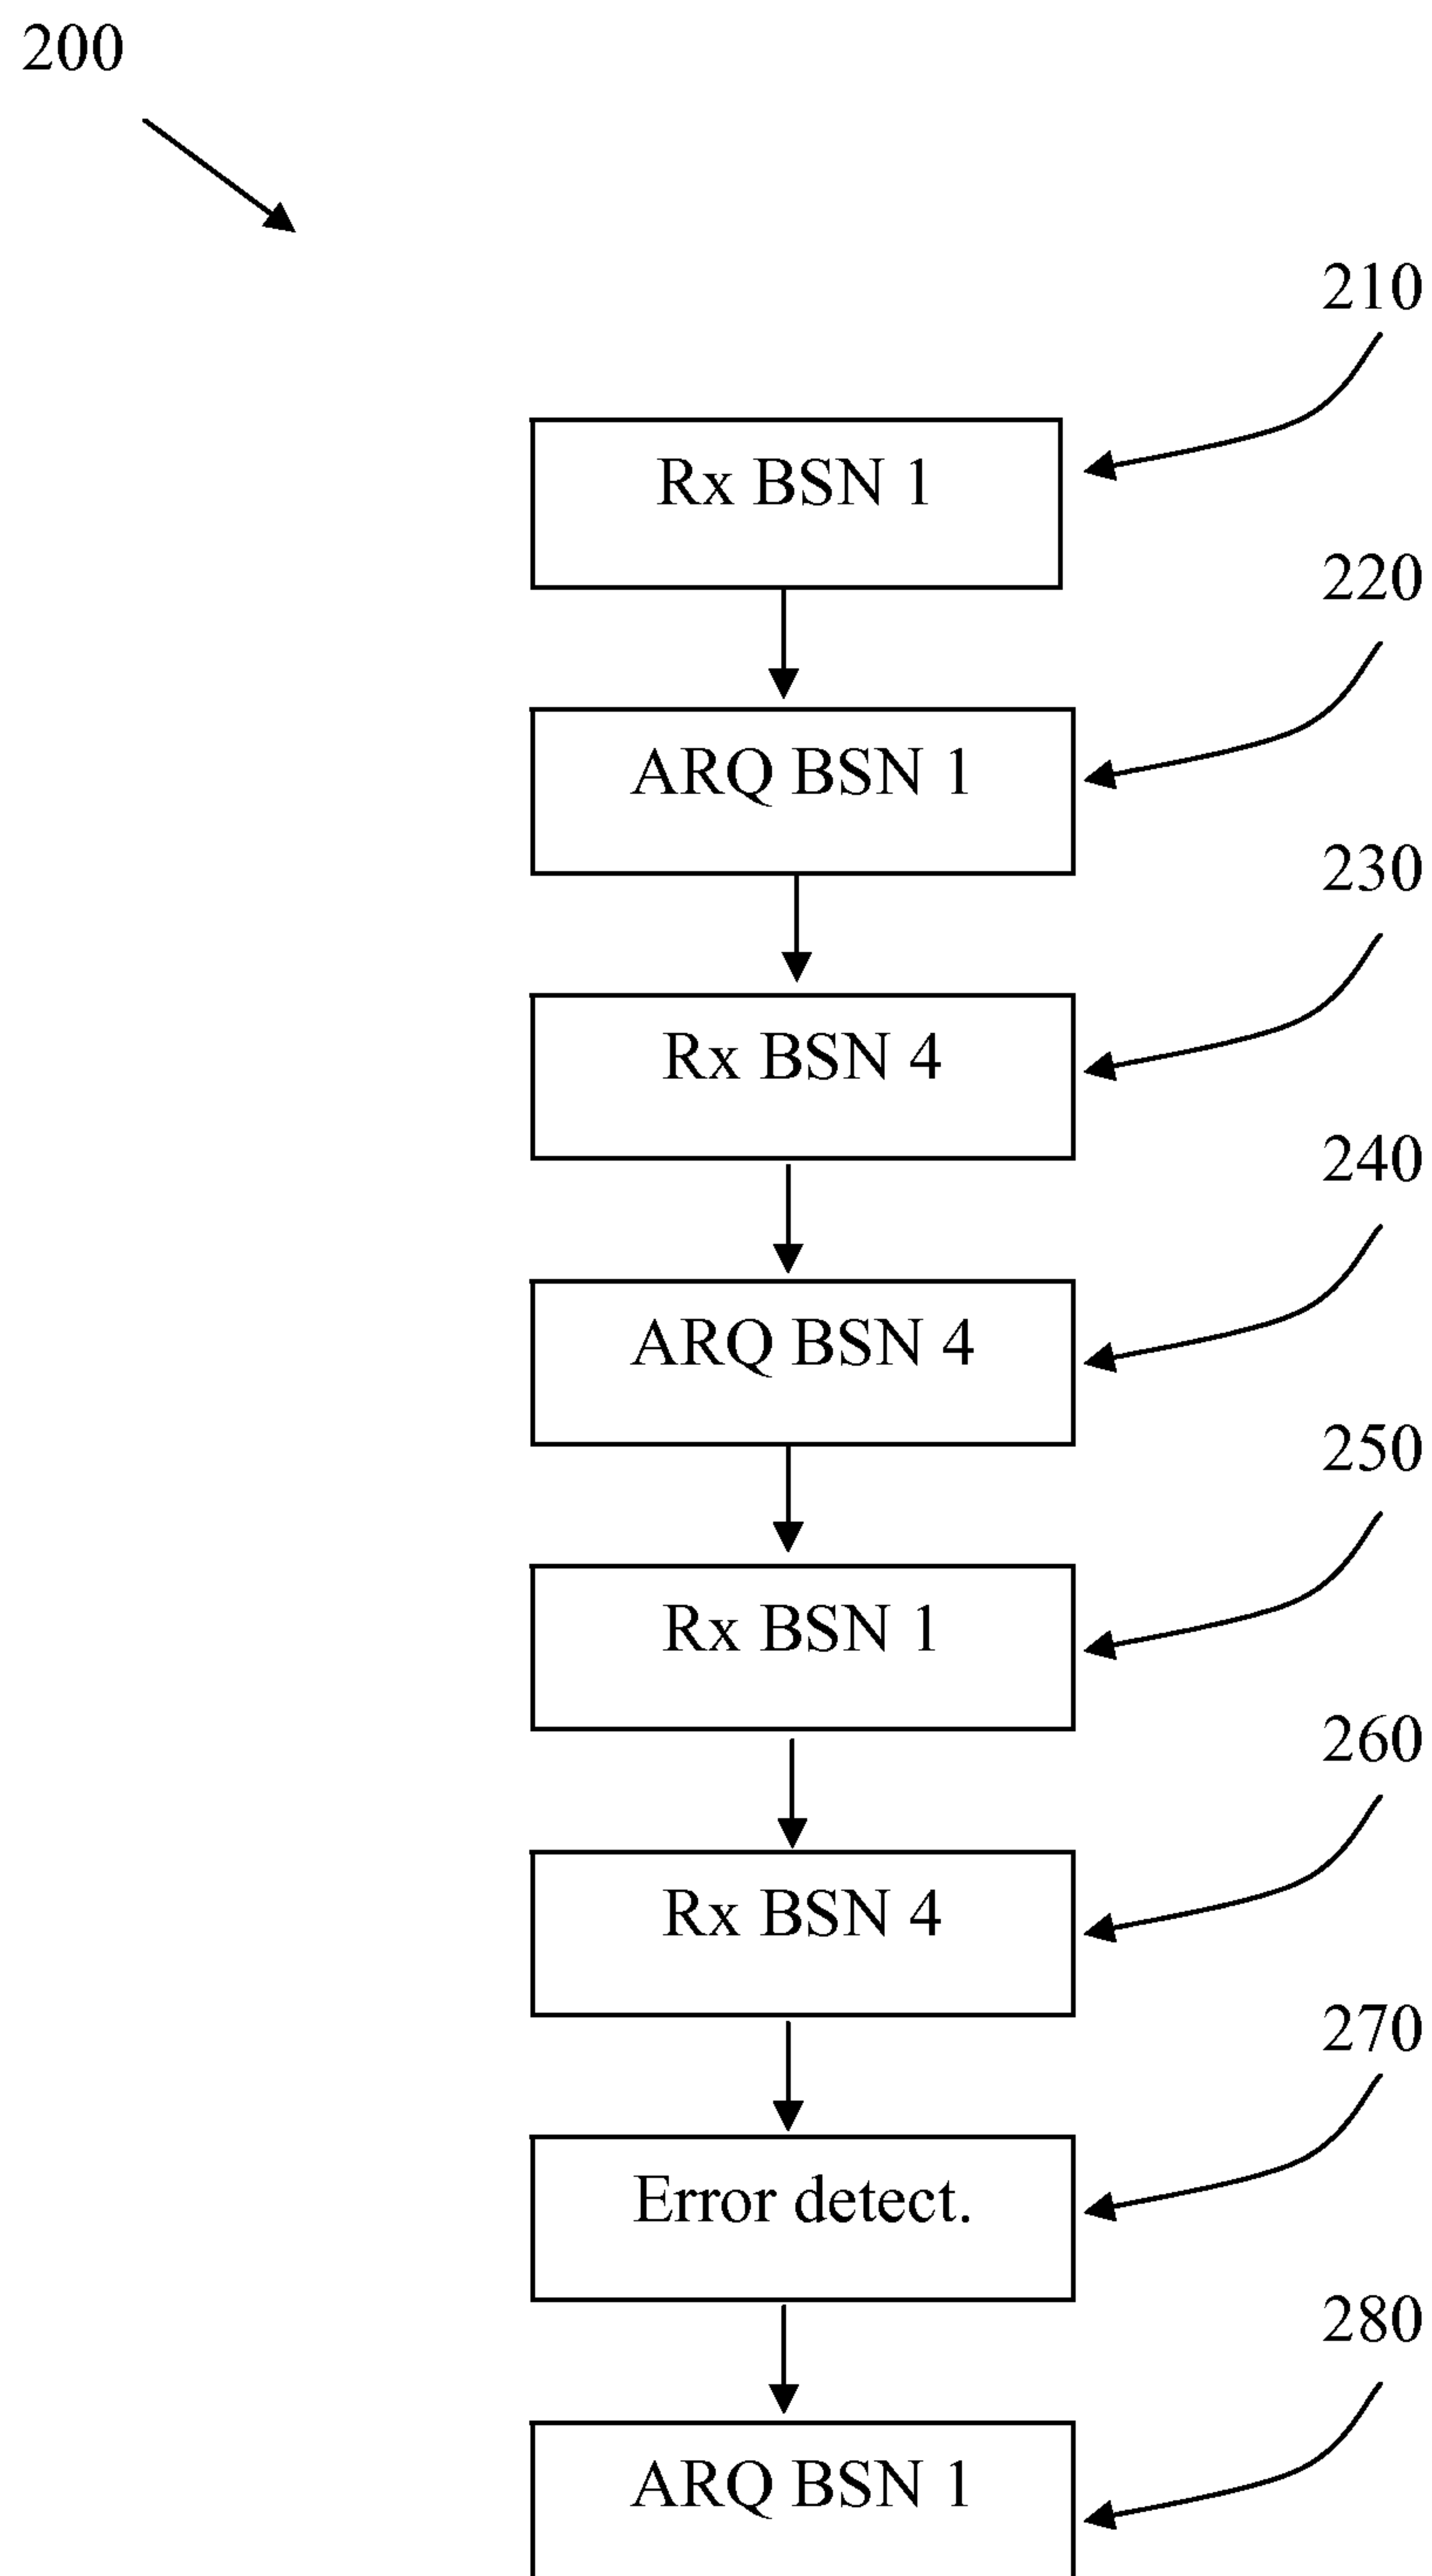 200
210
Rx BSN 1
220
ARQ BSN 1
230
Rx BSN 4
240
ARQ BSN 4
250
Rx BSN 1
260
Rx BSN 4
270
Error detect.
280
ARQ BSN 1